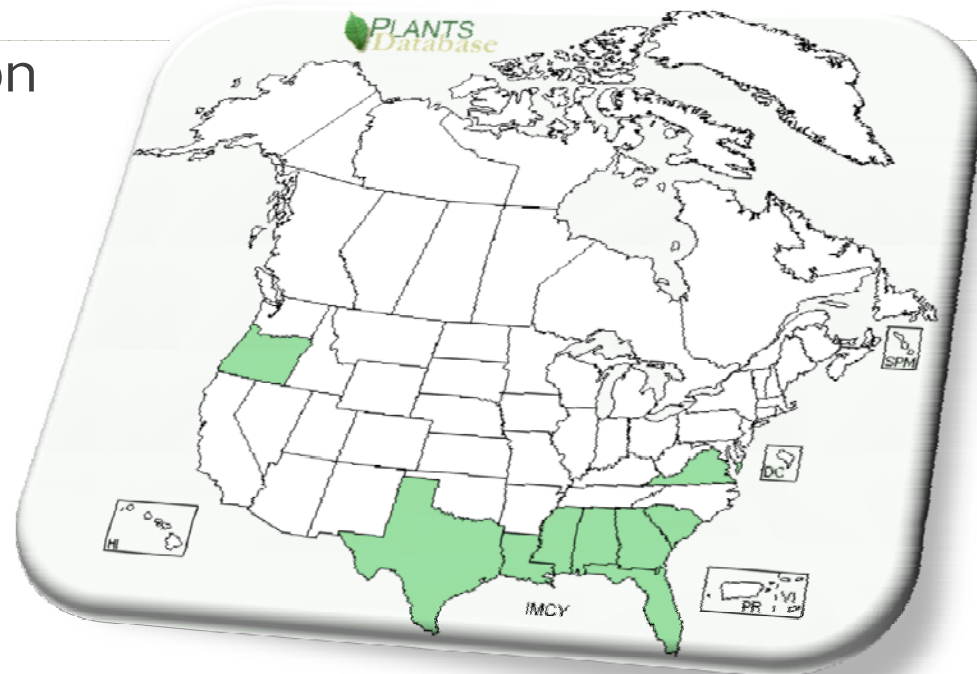 on
PLANTS
Database
SPM
DC
HI
IMCY
PR
VI